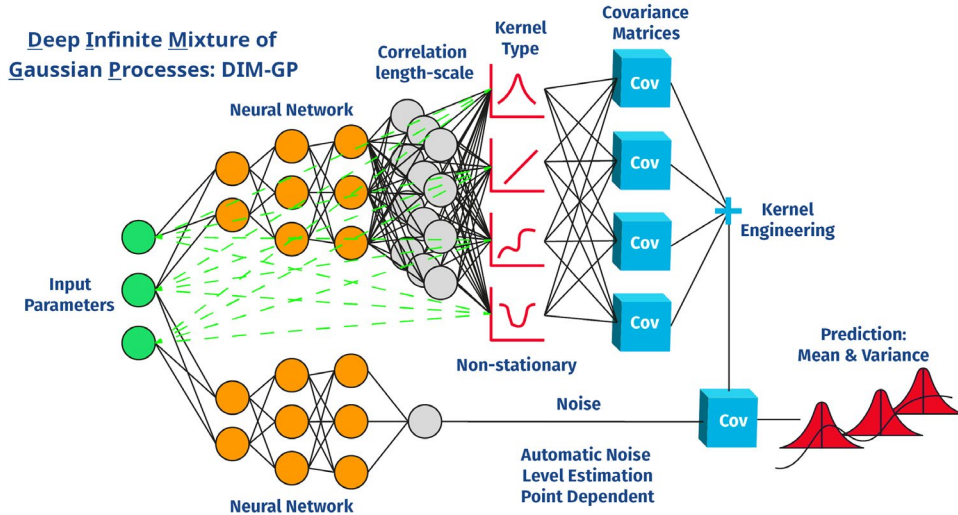 Deep Infinite Mixture of
Gaussian Processes: DIM-GP
Neural Network
Correlation
length-scale
Kernel
Type
Covariance
Matrices
Cov
Cov
Cov
Cov
Kernel
Engineering
Input
Parameters
Non-stationary
Prediction:
Mean & Variance
Noise
Cov
Automatic Noise
Level Estimation
Point Dependent
Neural Network